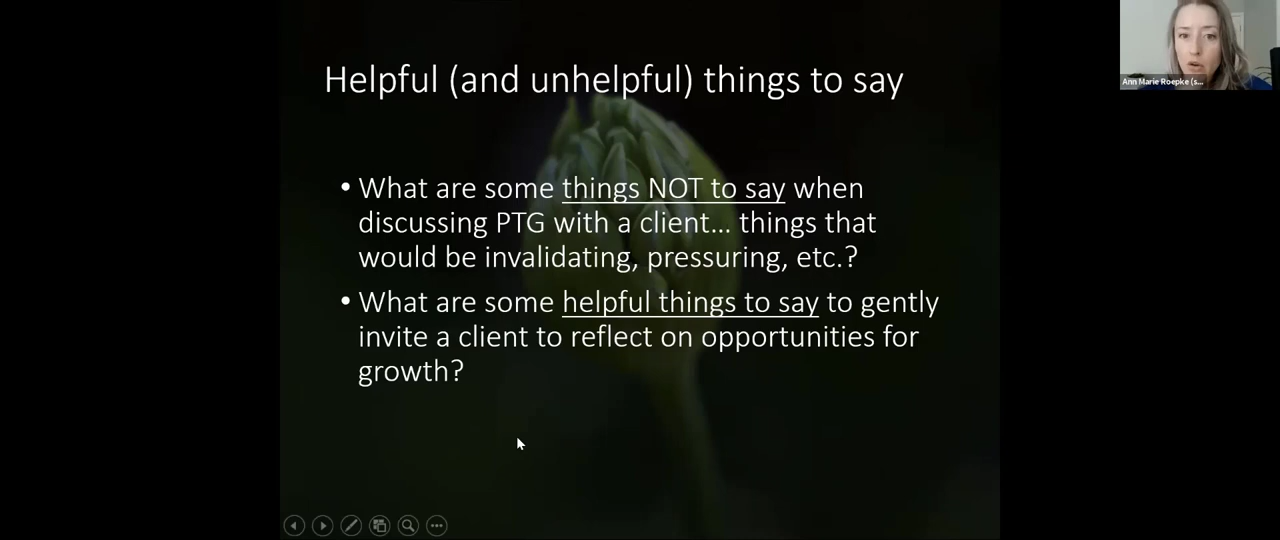 Helpful (and unhelpful) things to say
Ann Marie Roepke (s...
• What are some things NOT to say when
discussing PTG with a client... things that
would be invalidating, pressuring, etc.?
• What are some helpful things to say to gently
invite a client to reflect on opportunities for
growth?